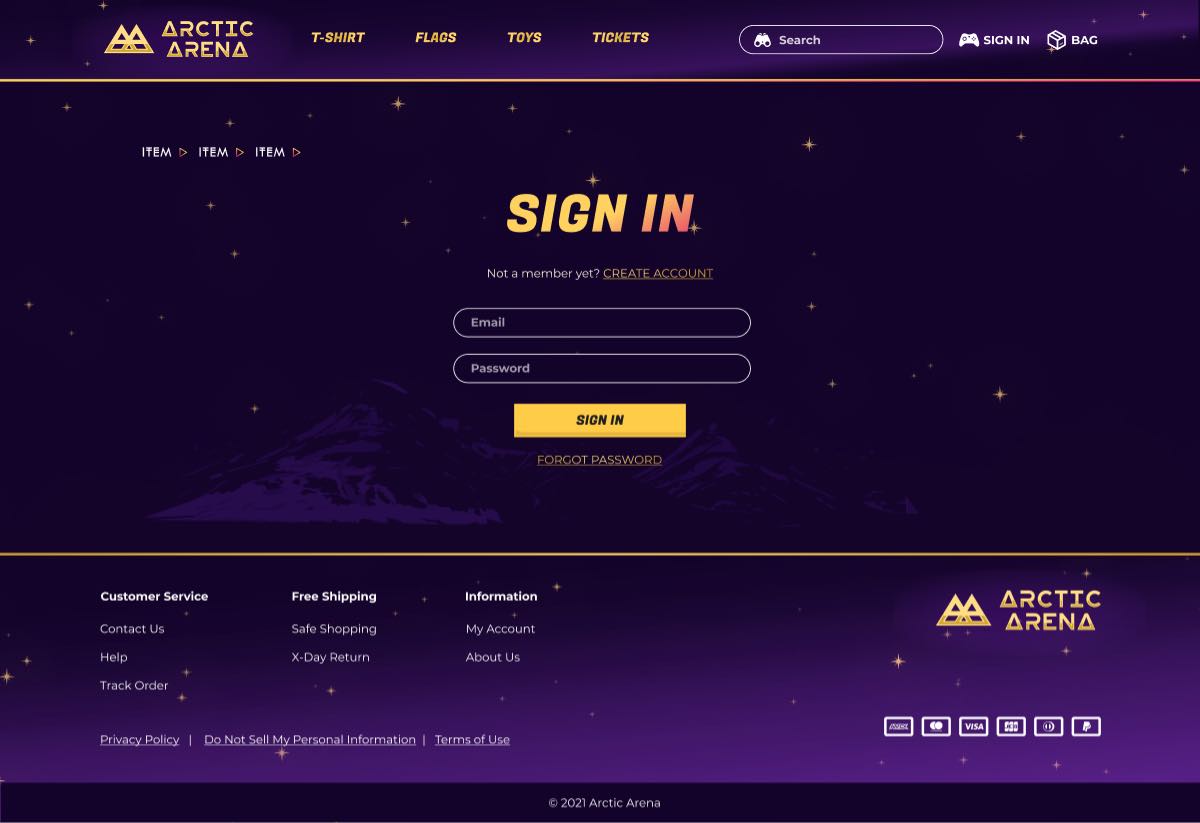 ARCTIC
ARENA
T-SHIRT FLAGS TOYS TICKETS
Search
SIGN IN
BAG
ITEM ITEM ITEM
SIGN IN
Not a member yet? CREATE ACCOUNT
Email
Password
SIGN IN
FORGOT PASSWORD
Customer Service
Contact Us
Help
Track Order
Free Shipping
Safe Shopping
X-Day Return
Information
My Account
About Us
ARCTIC
ARENA
Privacy Policy | Do Not Sell My Personal Information | Terms of Use
VISA
© 2021 Arctic Arena